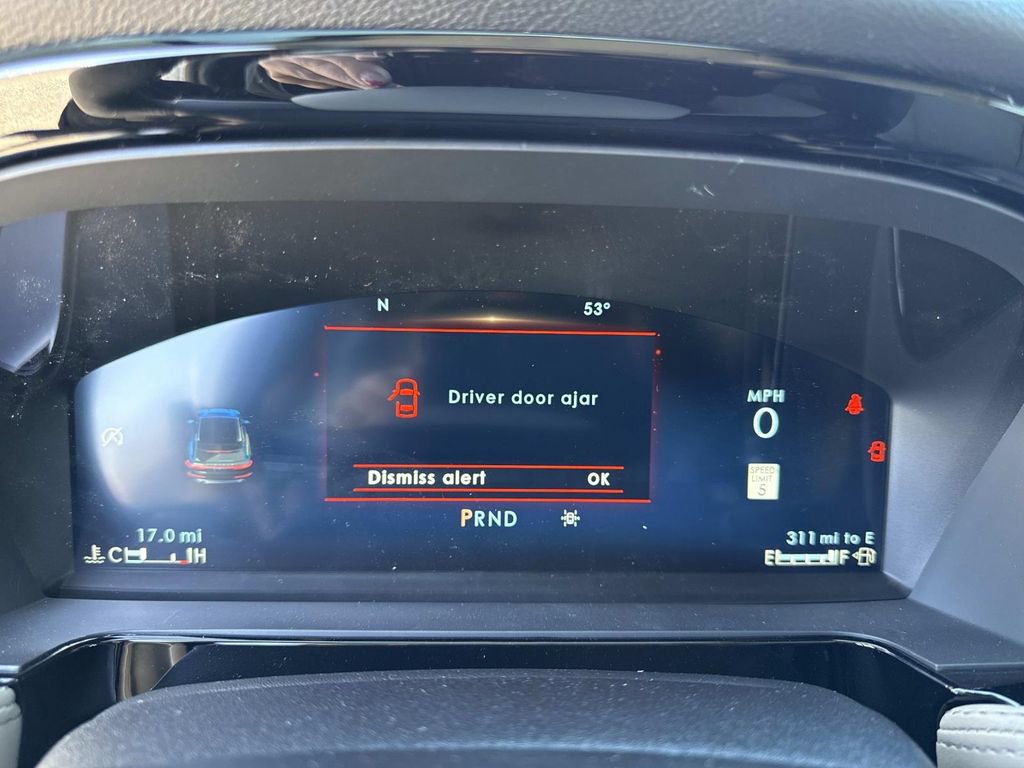 N
53°
Driver door ajar
MPH
0
Dismiss alert
OK
SPEED
LIMIT
5
PRND
17.0 mi
C H
311 mi to E
E F